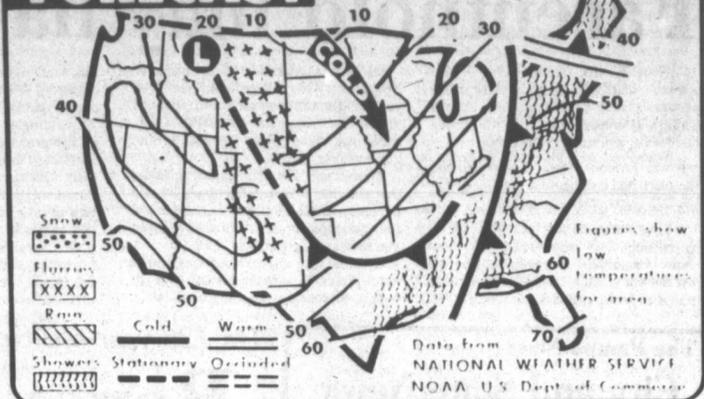 FORECAST
30 20 10 10 20 30 40
L
COLD
40
50
Snow
50
Figures show
Flurries
Low
60
temperatures
XXXX
50
for area
Rain
Cold
Warm
50
60
70
Data from
Showers
Stationary
Occluded
NATIONAL WEATHER SERVICE
NOAA U S Dept of Commerce